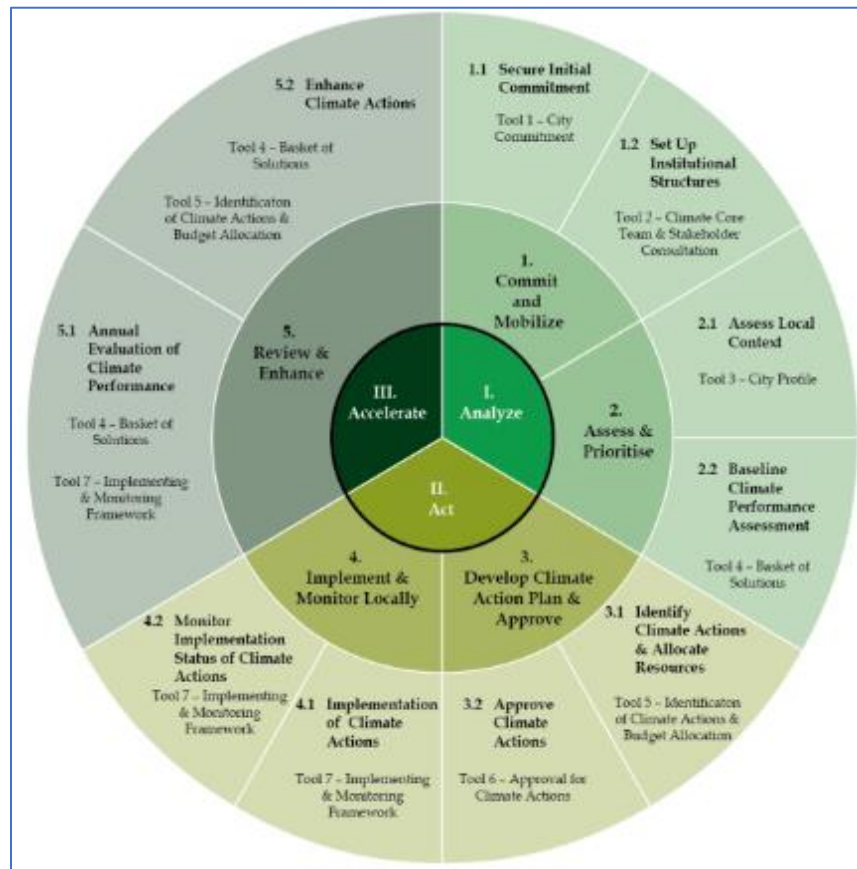 1.1 Secure Initial
Commitment
Tool 1 – City
Commitment
1.2 Set Up
Institutional
Structures
Tool 2 – Climate Core
Team & Stakeholder
Consultation
1.
Commit
and
Mobilize
2.1 Assess Local
Context
Tool 3 – City Profile
2.
Assess &
Prioritise
2.2 Baseline
Climate
Performance
Assessment
Tool 4 – Basket of
Solutions
I.
Analyze
II.
Act
III.
Accelerate
3.
Develop Climate
Action Plan &
Approve
3.1 Identify
Climate Actions
& Allocate
Resources
Tool 5 – Identificaton
of Climate Actions &
Budget Allocation
3.2 Approve
Climate
Actions
Tool 6 – Approval for
Climate Actions
4.
Implement &
Monitor Locally
4.1 Implementation
of Climate
Actions
Tool 7 – Implementing
& Monitoring
Framework
4.2 Monitor
Implementation
Status of Climate
Actions
Tool 7 – Implementing
& Monitoring
Framework
5.
Review &
Enhance
5.1 Annual
Evaluation of
Climate
Performance
Tool 4 – Basket of
Solutions
Tool 7 – Implementing
& Monitoring
Framework
5.2 Enhance
Climate Actions
Tool 4 – Basket of
Solutions
Tool 5 – Identificaton
of Climate Actions &
Budget Allocation